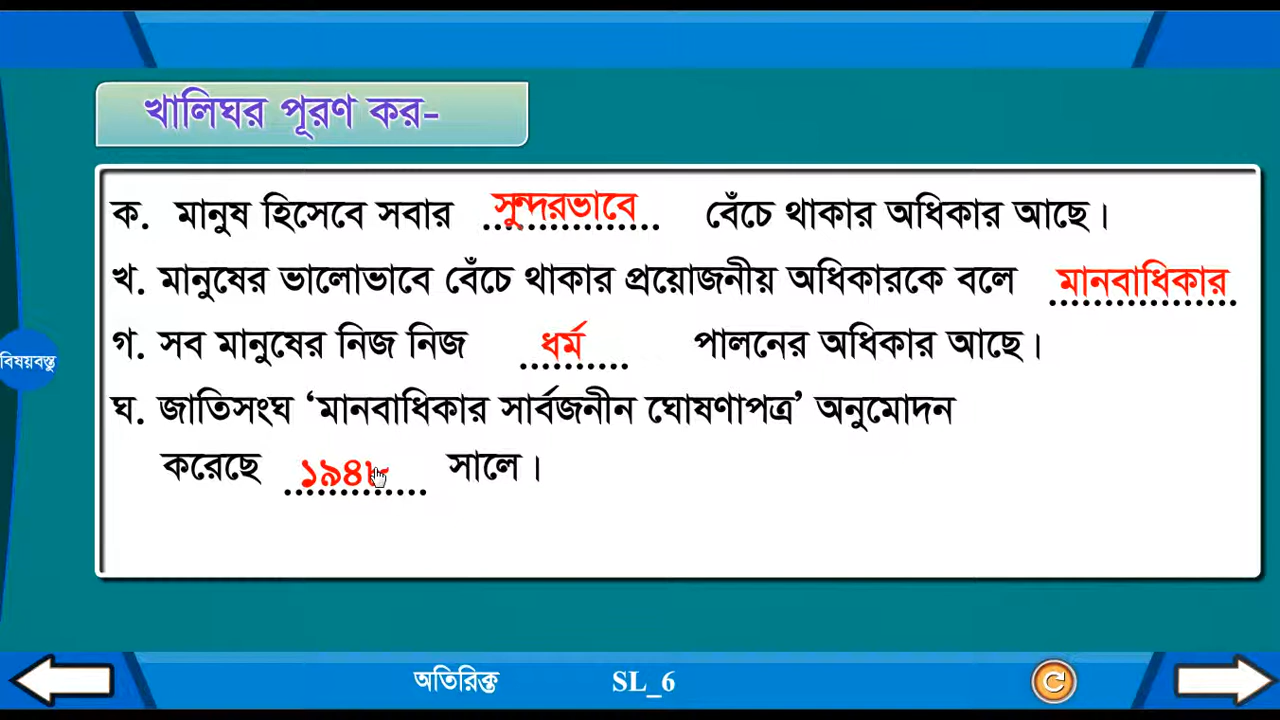 খালিঘর পূরণ কর-
ক. মানুষ হিসেবে সবার সুন্দরভাবে বেঁচে থাকার অধিকার আছে।
খ. মানুষের ভালোভাবে বেঁচে থাকার প্রয়োজনীয় অধিকারকে বলে মানবাধিকার
গ. সব মানুষের নিজ নিজ ধর্ম পালনের অধিকার আছে।
বিষয়বস্তু
ঘ. জাতিসংঘ ‘মানবাধিকার সার্বজনীন ঘোষণাপত্র’ অনুমোদন
করেছে সালে।
অতিরিক্ত SL_6